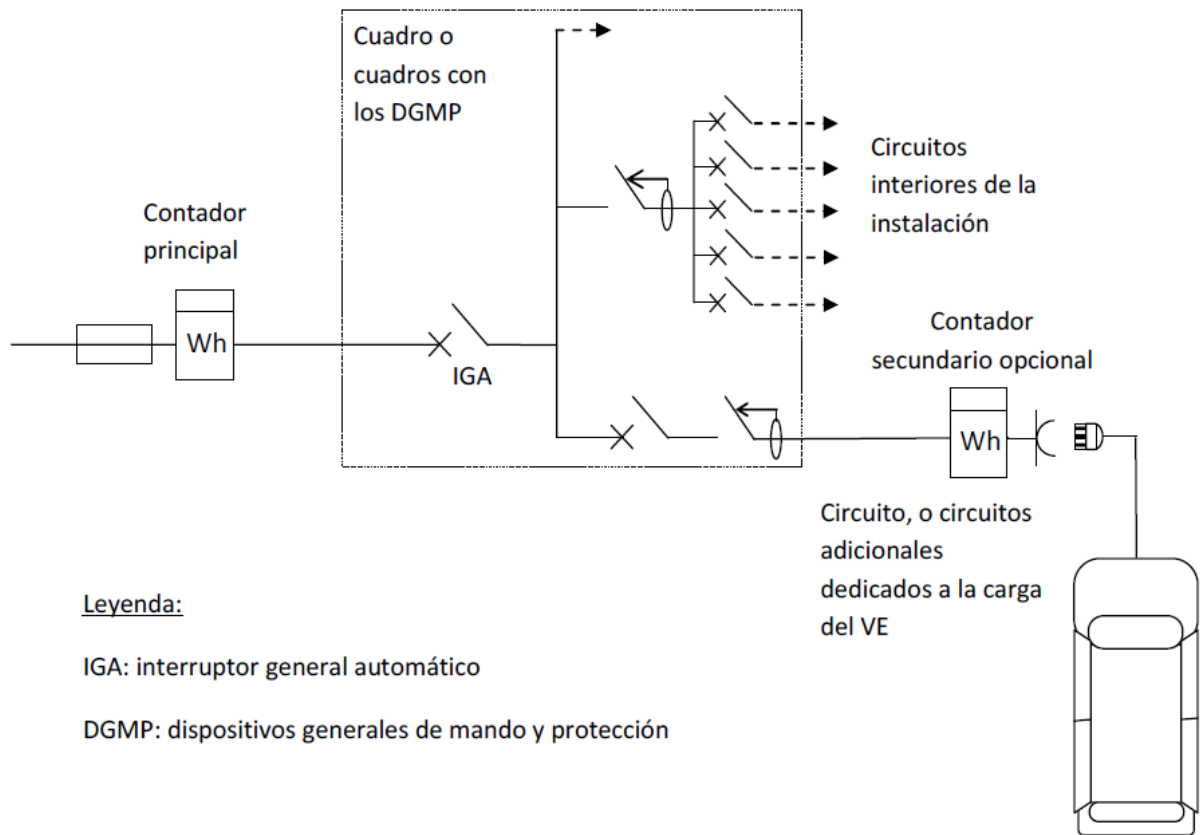 Cuadro o
cuadros con
los DGMP
Circuitos
interiores de la
instalación
Contador
principal
Wh
IGA
Contador
secundario opcional
Wh
Circuito, o circuitos
adicionales
dedicados a la carga
del VE
Leyenda:
IGA: interruptor general automático
DGMP: dispositivos generales de mando y protección